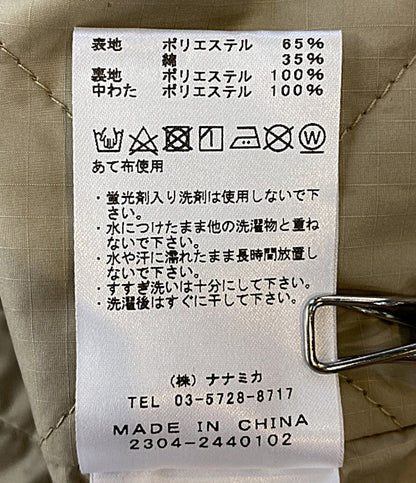 表地 ポリエステル 65%
綿 35%
裏地 ポリエステル 100%
中わた ポリエステル 100%
あて布使用
・蛍光剤入り洗剤は使用しないで下
さい。
・水につけたまま他の洗濯物と重ね
ないで下さい。
・水や汗に濡れたまま長時間放置し
ないで下さい。
・すすぎ洗いは十分にして下さい。
・洗濯後はすぐに干して下さい。
(株) ナナミカ
TEL 03-5728-8717
MADE IN CHINA
2304-2440102